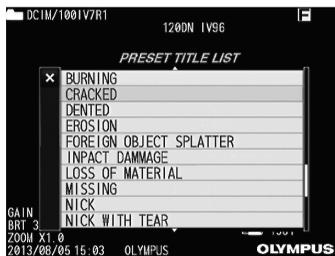 DCIM/100IV7R1
120DN IV96
PRESET TITLE LIST
BURNING
CRACKED
DENTED
EROSION
FOREIGN OBJECT SPLATTER
INPACT DAMMAGE
LOSS OF MATERIAL
MISSING
NICK
NICK WITH TEAR
GAIN
BRT 3
ZOOM X1.0
2013/08/05 15:03 OLYMPUS
OLYMPUS